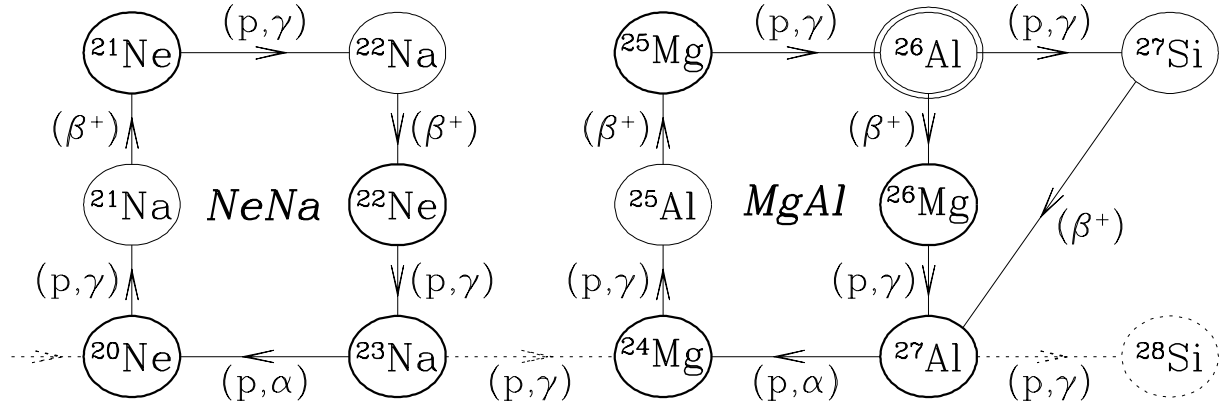 (p,γ) (p,γ) (p,γ)
²¹Ne ²²Na ²⁵Mg ²⁶Al ²⁷Si
(β⁺) (β⁺) (β⁺) (β⁺)
²¹Na NeNa ²²Ne ²⁵Al MgAl ²⁶Mg
(β⁺)
(p,γ) (p,γ) (p,γ) (p,γ)
²⁰Ne ²³Na ²⁴Mg ²⁷Al ²⁸Si
(p,α) (p,γ) (p,α) (p,γ)